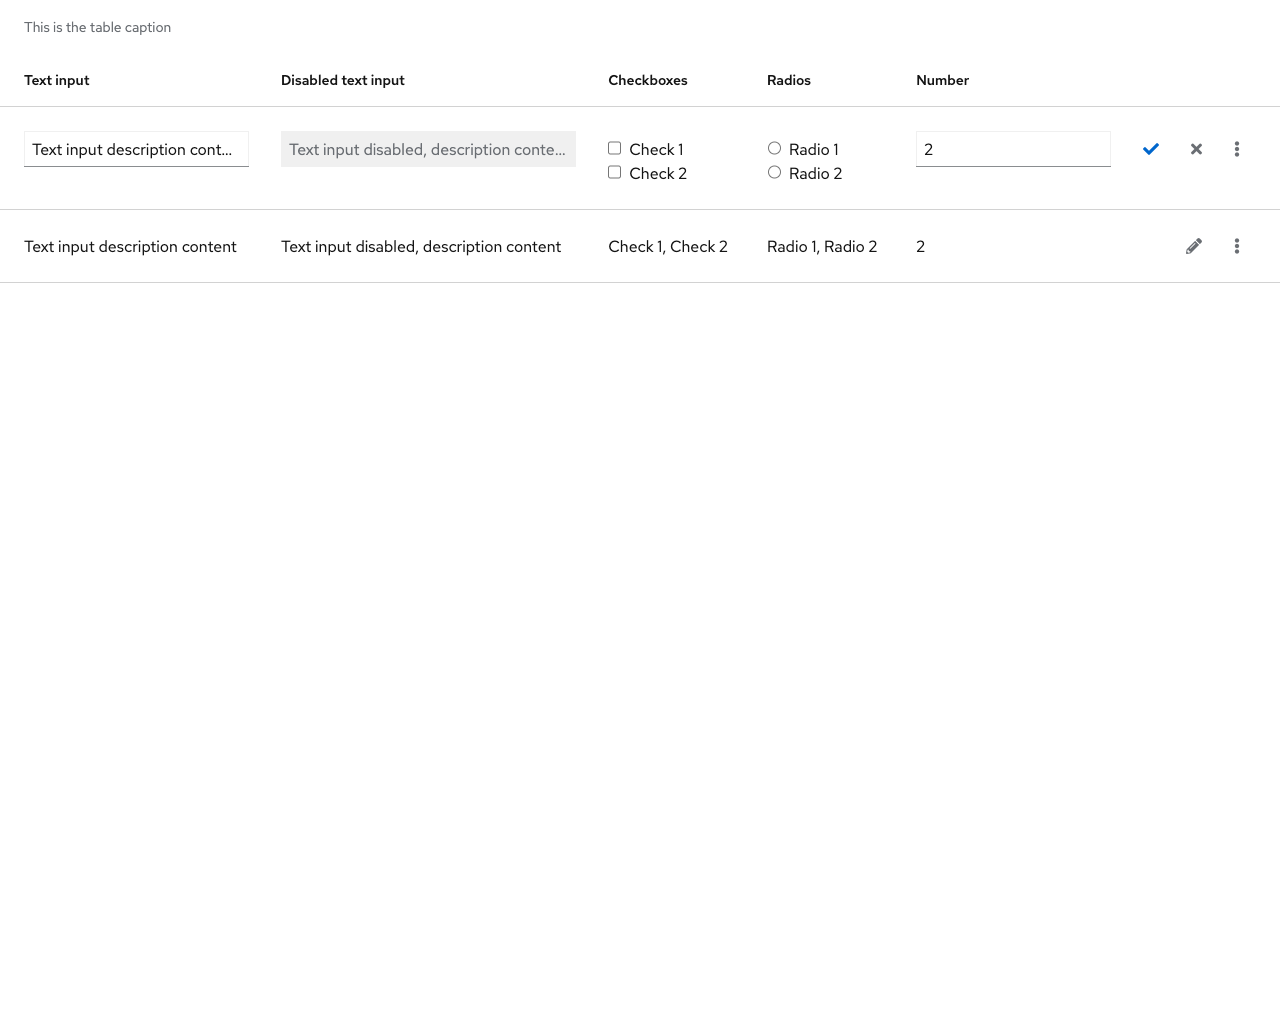 This is the table caption
Text input Disabled text input Checkboxes Radios Number
Text input description cont... Text input disabled, description conte... Check 1 Radio 1 2
Check 2 Radio 2
Text input description content Text input disabled, description content Check 1, Check 2 Radio 1, Radio 2 2